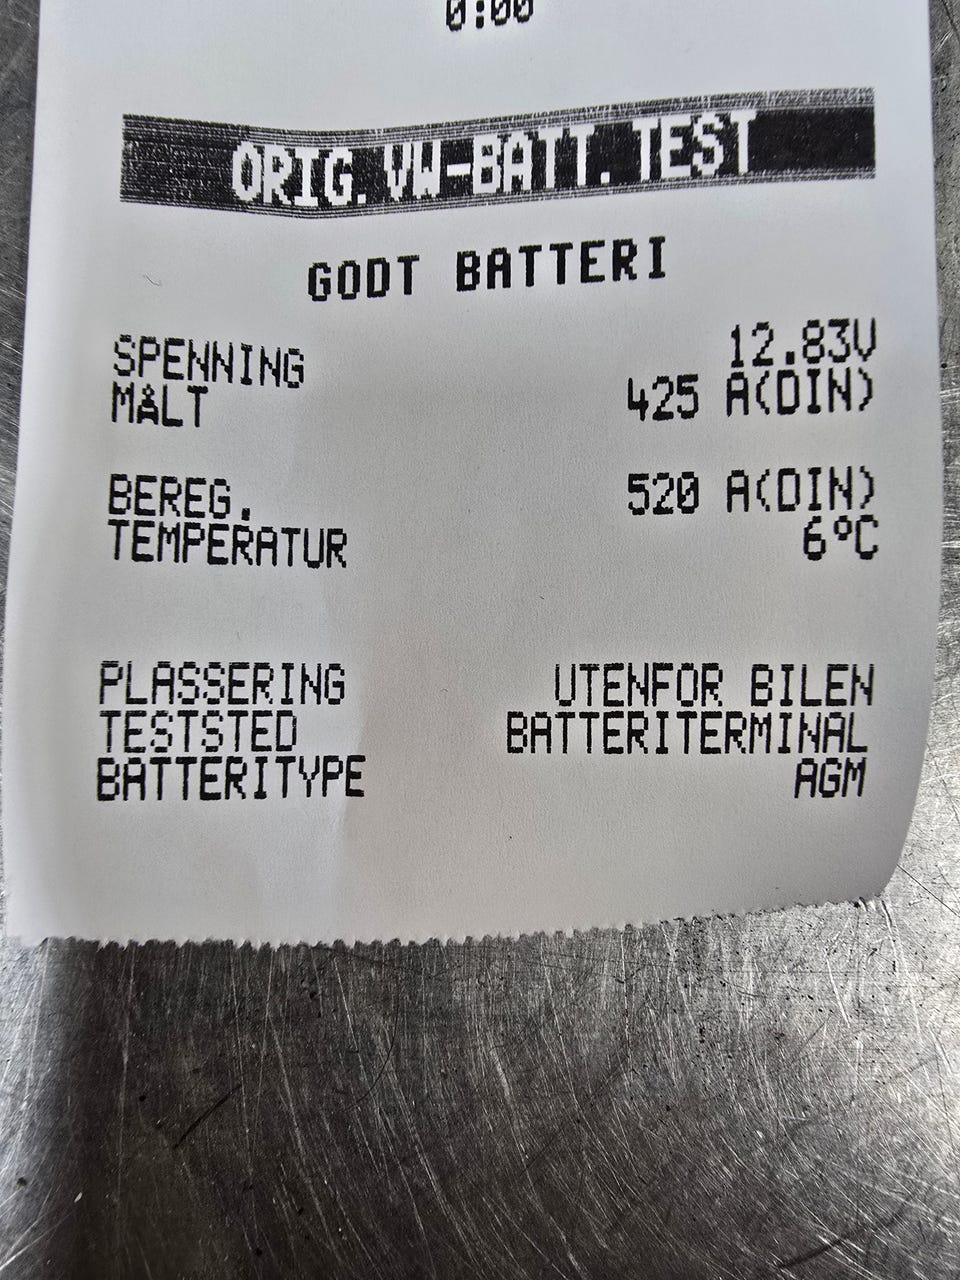 0:00
ORIG. VW-BATT. TEST
GODT BATTERI
SPENNING 12.83V
MÅLT 425 A(DIN)
BEREG. 520 A(DIN)
TEMPERATUR 6ºC
PLASSERING UTENFOR BILEN
TESTSTED BATTERITERMINAL
BATTERITYPE AGM